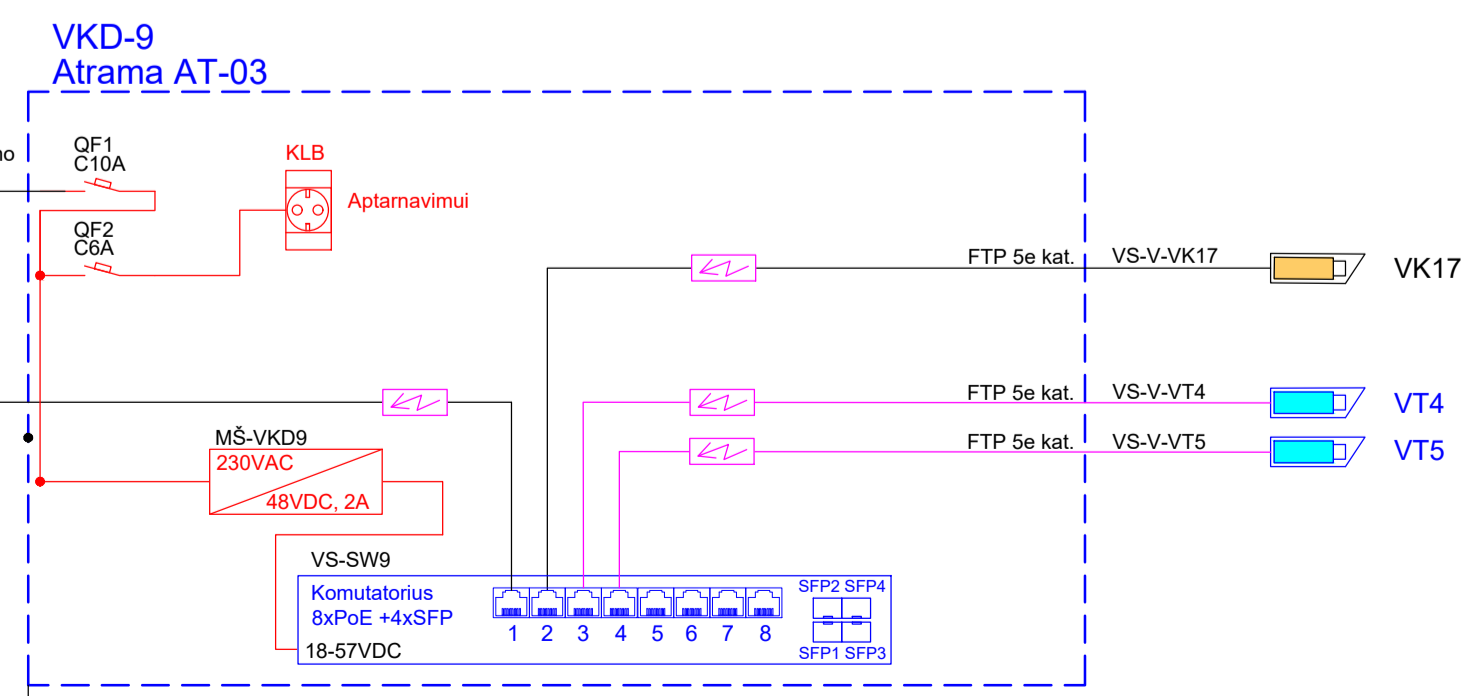 VKD-9
Atrama AT-03
no
QF1
C10A
KLB
Aptarnavimui
QF2
C6A
FTP 5e kat.
VS-V-VK17
VK17
FTP 5e kat.
VS-V-VT4
VT4
FTP 5e kat.
VS-V-VT5
VT5
MŠ-VKD9
230VAC
48VDC, 2A
VS-SW9
Komutatorius
8xPoE +4xSFP
18-57VDC
1 2 3 4 5 6 7 8
SFP2 SFP4
SFP1 SFP3